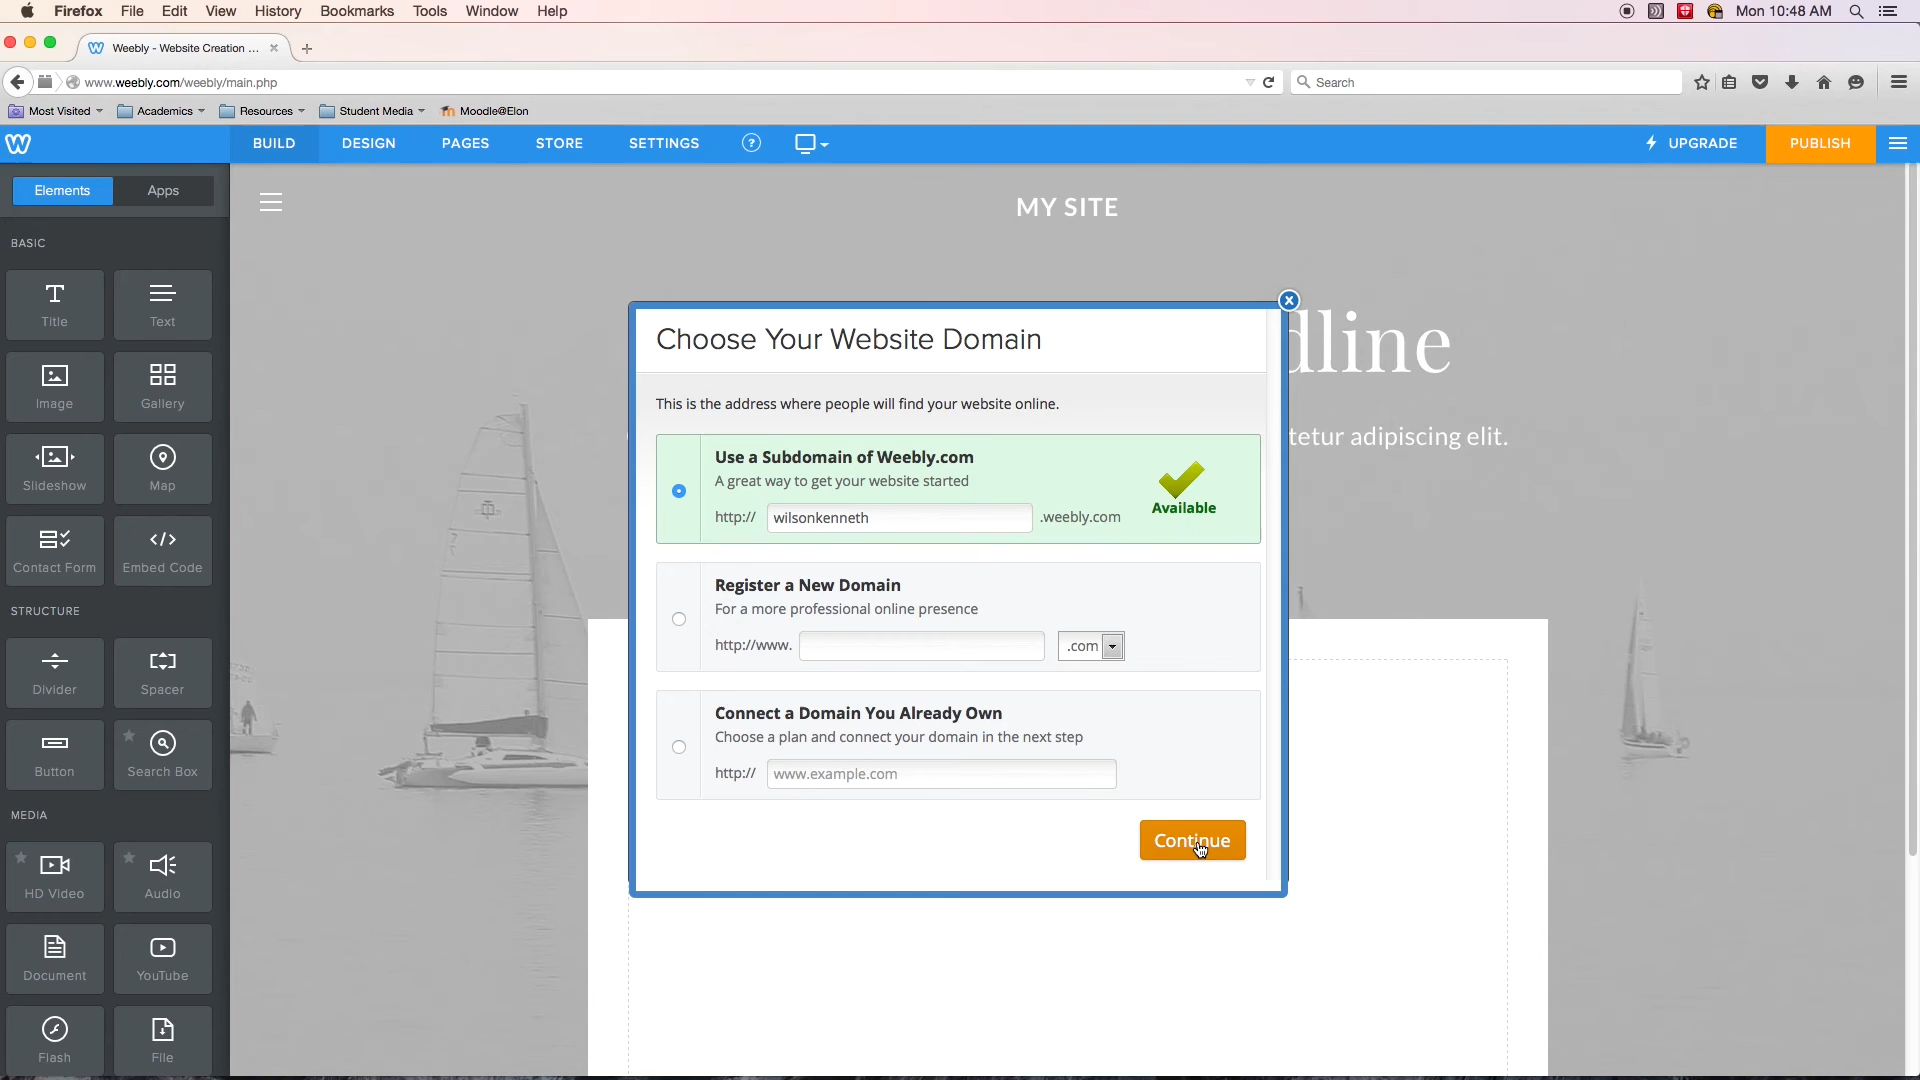 Firefox File Edit View History Bookmarks Tools Window Help Mon 10:48 AM
Weebly - Website Creation ...
www.weebly.com/weebly/main.php Search
Most Visited Academics Resources Student Media Moodle@Elon
BUILD DESIGN PAGES STORE SETTINGS ? UPGRADE PUBLISH
Elements Apps
MY SITE
BASIC
Title Text
Image Gallery
Slideshow Map
Contact Form Embed Code
STRUCTURE
Divider Spacer
Button Search Box
MEDIA
HD Video Audio
Document YouTube
Flash File
dline
tetur adipiscing elit.
Choose Your Website Domain
This is the address where people will find your website online.
Use a Subdomain of Weebly.com
A great way to get your website started
http:// wilsonkenneth .weebly.com
Available
Register a New Domain
For a more professional online presence
http://www. .com
Connect a Domain You Already Own
Choose a plan and connect your domain in the next step
http:// www.example.com
Continue